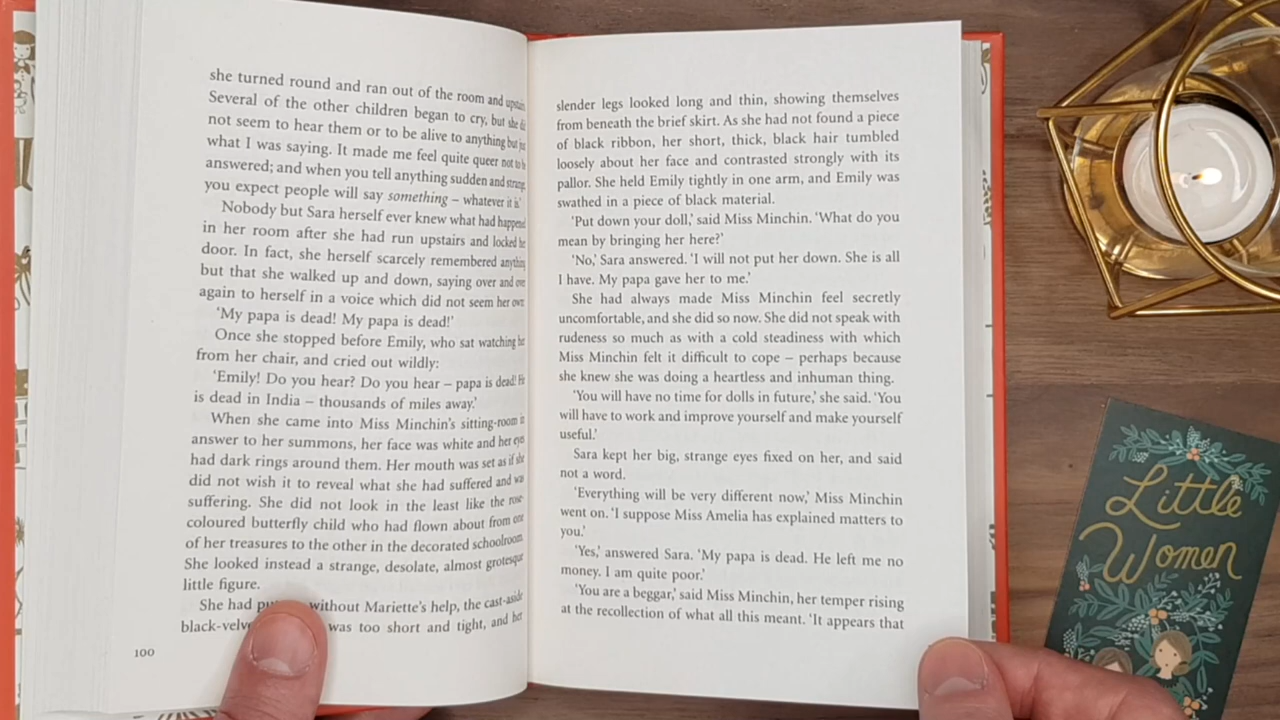 she turned round and ran out of the room and upstairs.
Several of the other children began to cry, but she did
not seem to hear them or to be alive to anything but just
what I was saying. It made me feel quite queer not to be
answered; and when you tell anything sudden and strange,
you expect people will say something – whatever it is.'
Nobody but Sara herself ever knew what had happened
in her room after she had run upstairs and locked her
door. In fact, she herself scarcely remembered anything
but that she walked up and down, saying over and over
again to herself in a voice which did not seem her own:
'My papa is dead! My papa is dead!'
Once she stopped before Emily, who sat watching her
from her chair, and cried out wildly:
'Emily! Do you hear? Do you hear – papa is dead! He
is dead in India – thousands of miles away.'
When she came into Miss Minchin's sitting-room in
answer to her summons, her face was white and her eyes
had dark rings around them. Her mouth was set as if she
did not wish it to reveal what she had suffered and was
suffering. She did not look in the least like the rose-
coloured butterfly child who had flown about from one
of her treasures to the other in the decorated schoolroom.
She looked instead a strange, desolate, almost grotesque
little figure.
She had without Mariette's help, the cast-aside
was too short and tight, and her
100
slender legs looked long and thin, showing themselves
from beneath the brief skirt. As she had not found a piece
of black ribbon, her short, thick, black hair tumbled
loosely about her face and contrasted strongly with its
pallor. She held Emily tightly in one arm, and Emily was
swathed in a piece of black material.
'Put down your doll,' said Miss Minchin. 'What do you
mean by bringing her here?'
'No,' Sara answered. 'I will not put her down. She is all
I have. My papa gave her to me.'
She had always made Miss Minchin feel secretly
uncomfortable, and she did so now. She did not speak with
rudeness so much as with a cold steadiness with which
Miss Minchin felt it difficult to cope – perhaps because
she knew she was doing a heartless and inhuman thing.
'You will have no time for dolls in future,' she said. 'You
will have to work and improve yourself and make yourself
useful.'
Sara kept her big, strange eyes fixed on her, and said
not a word.
'Everything will be very different now,' Miss Minchin
went on. 'I suppose Miss Amelia has explained matters to
you.'
'Yes,' answered Sara. 'My papa is dead. He left me no
money. I am quite poor.'
'You are a beggar,' said Miss Minchin, her temper rising
at the recollection of what all this meant. 'It appears that
Little
Women